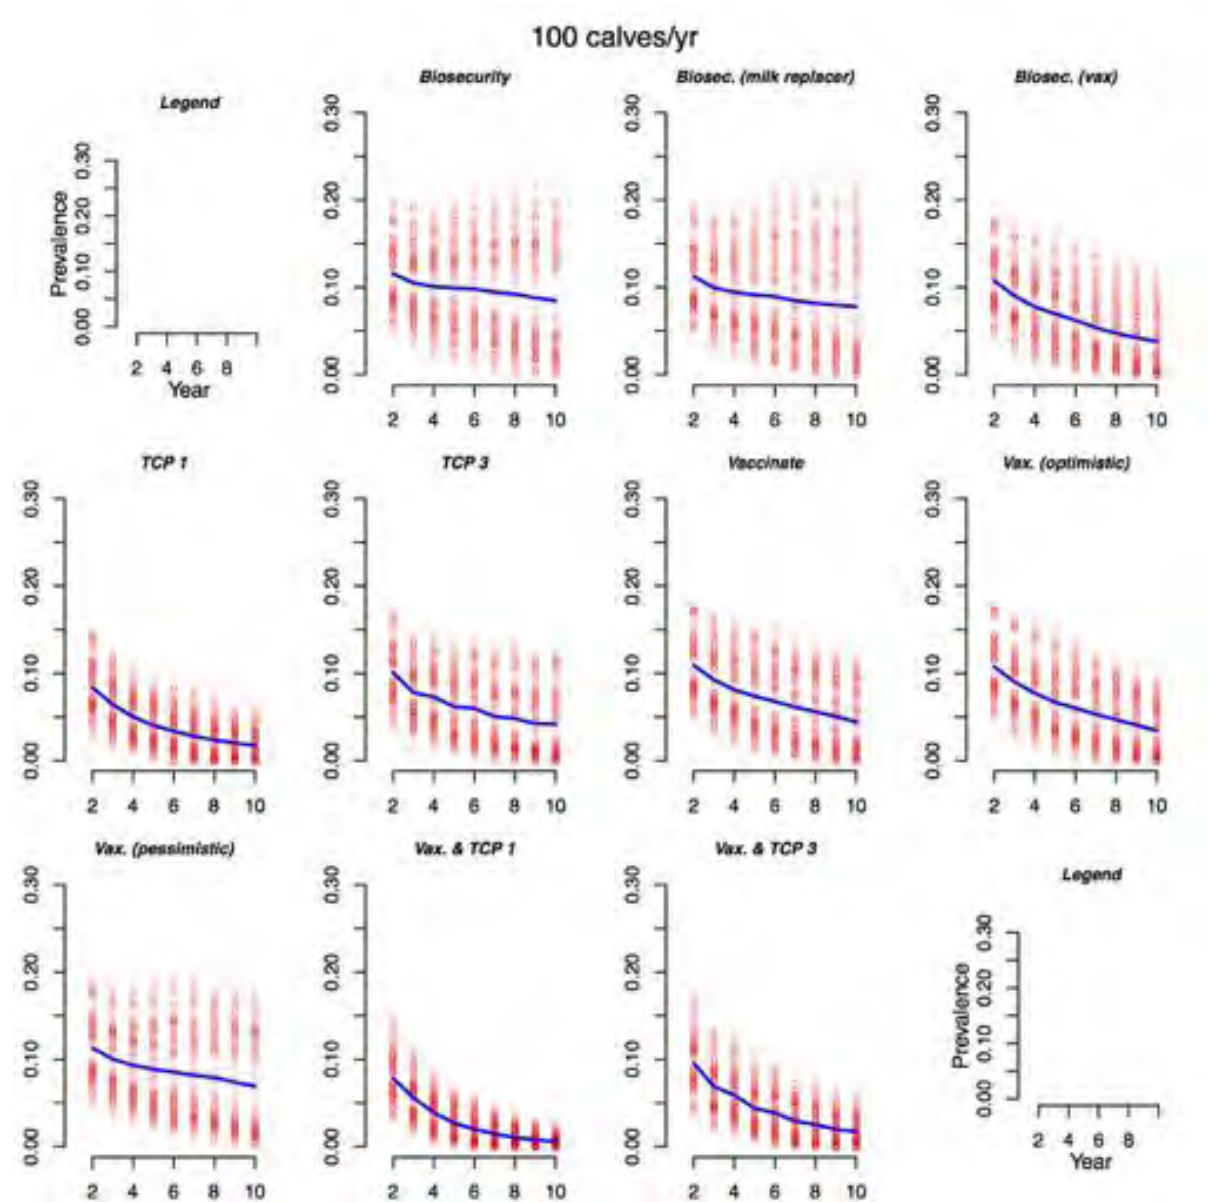 100 calves/yr
Legend
Prevalence
0.00 0.10 0.20 0.30
2 4 6 8
Year
Biosecurity
0.00 0.10 0.20 0.30
2 4 6 8 10
Biosec. (milk replacer)
0.00 0.10 0.20 0.30
2 4 6 8 10
Biosec. (vax)
0.00 0.10 0.20 0.30
2 4 6 8 10
TCP 1
0.00 0.10 0.20 0.30
2 4 6 8 10
TCP 3
0.00 0.10 0.20 0.30
2 4 6 8 10
Vaccinate
0.00 0.10 0.20 0.30
2 4 6 8 10
Vax. (optimistic)
0.00 0.10 0.20 0.30
2 4 6 8 10
Vax. (pessimistic)
0.00 0.10 0.20 0.30
2 4 6 8 10
Vax. & TCP 1
0.00 0.10 0.20 0.30
2 4 6 8 10
Vax. & TCP 3
0.00 0.10 0.20 0.30
2 4 6 8 10
Legend
Prevalence
0.00 0.10 0.20 0.30
2 4 6 8
Year